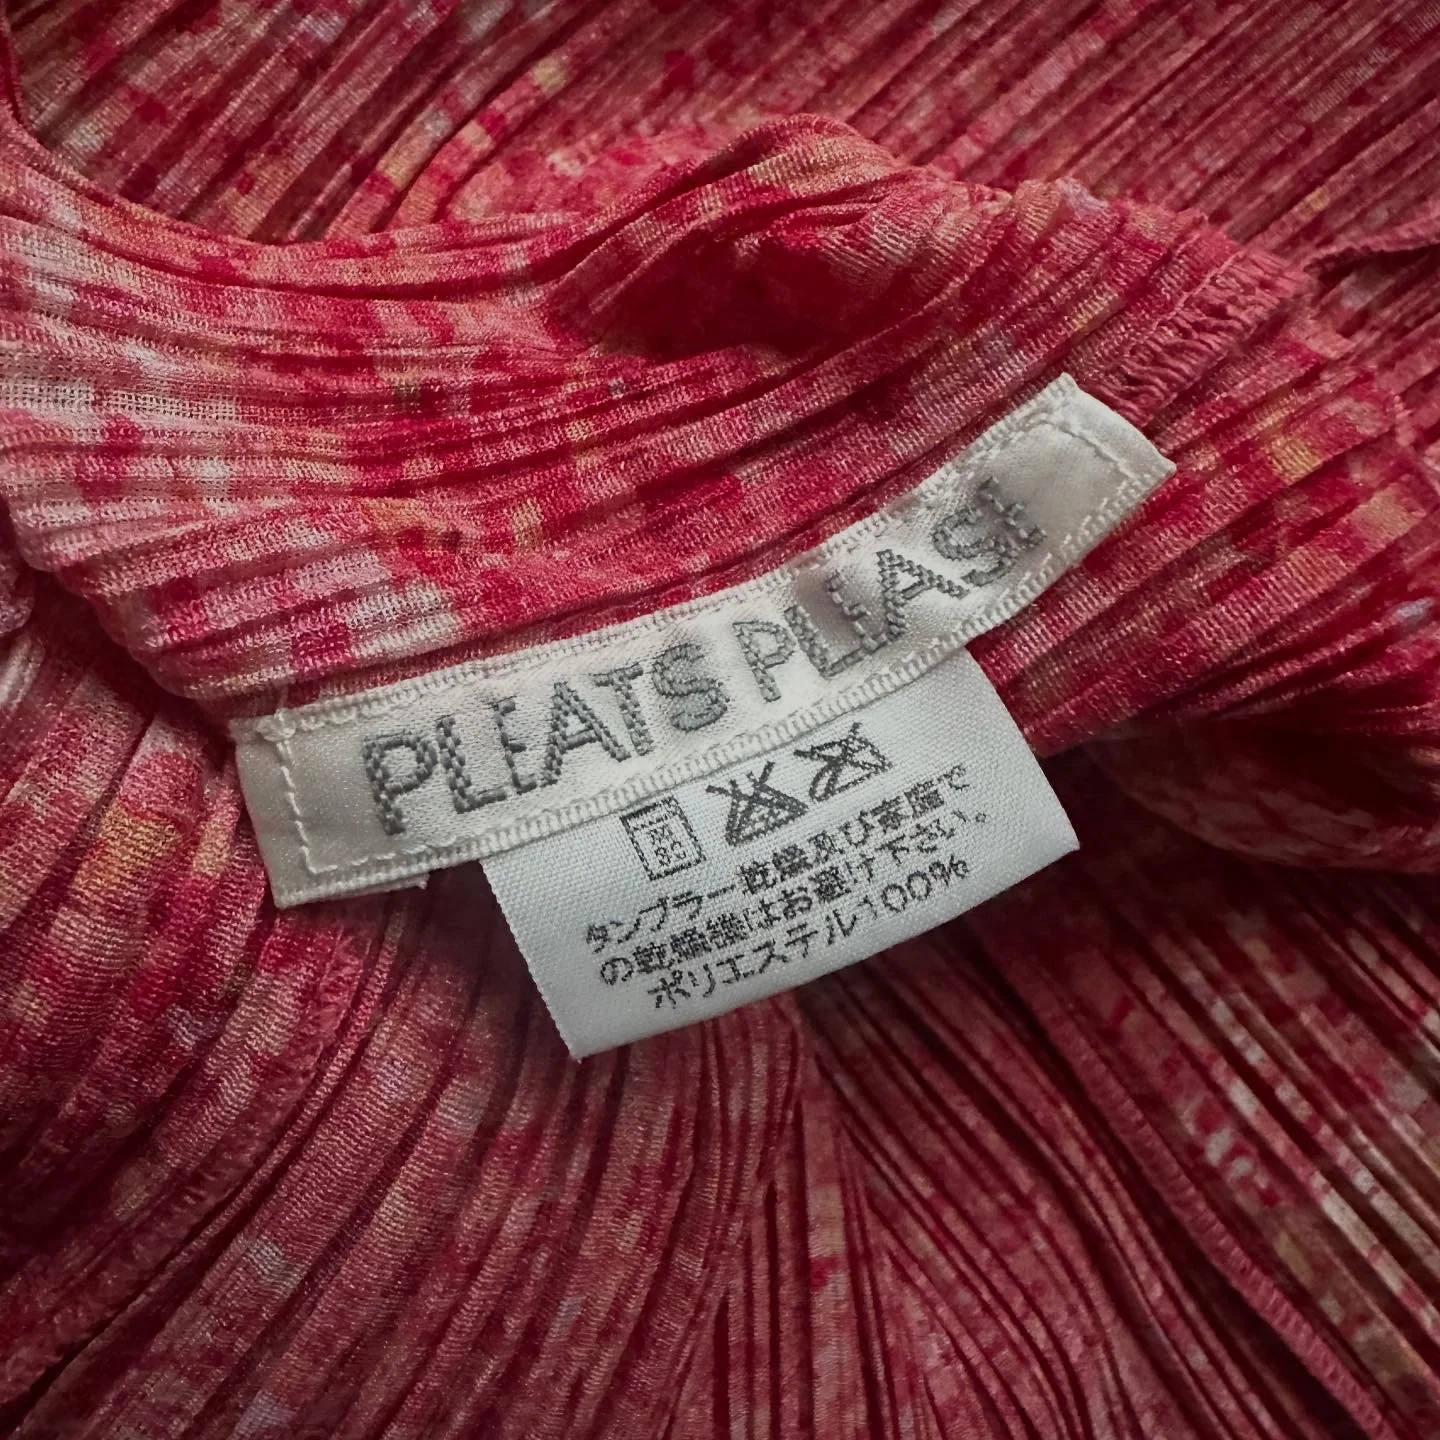 PLEATS PLEASE
タンブラー乾燥及び家庭で
の乾燥機はお避け下さい。
ポリエステル100%